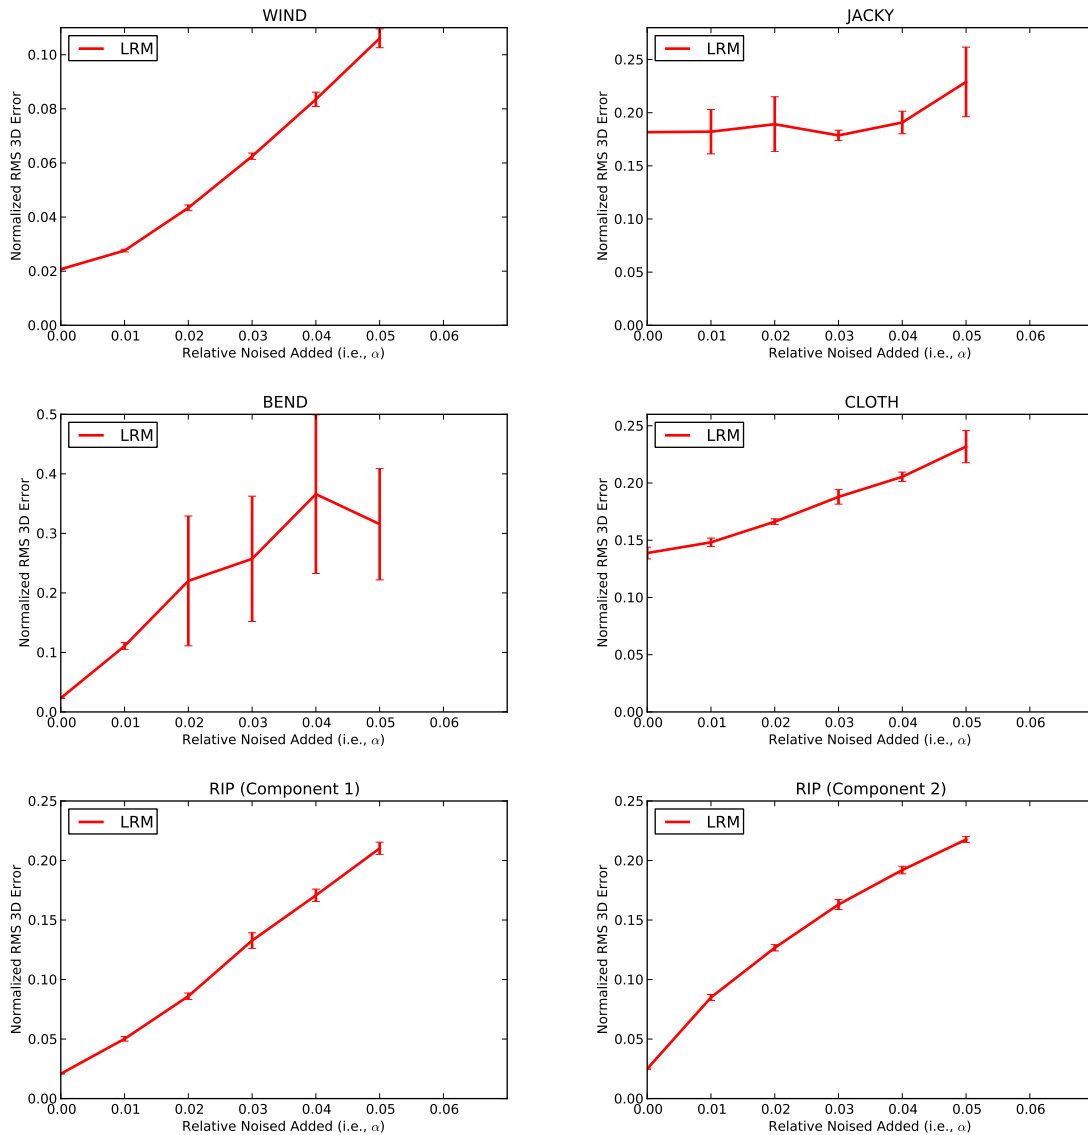 WIND
LRM
Normalized RMS 3D Error
0.10
0.08
0.06
0.04
0.02
0.00
0.00 0.01 0.02 0.03 0.04 0.05 0.06
Relative Noised Added (i.e., α)
JACKY
LRM
Normalized RMS 3D Error
0.25
0.20
0.15
0.10
0.05
0.00
0.00 0.01 0.02 0.03 0.04 0.05 0.06
Relative Noised Added (i.e., α)
BEND
LRM
Normalized RMS 3D Error
0.5
0.4
0.3
0.2
0.1
0.0
0.00 0.01 0.02 0.03 0.04 0.05 0.06
Relative Noised Added (i.e., α)
CLOTH
LRM
Normalized RMS 3D Error
0.25
0.20
0.15
0.10
0.05
0.00
0.00 0.01 0.02 0.03 0.04 0.05 0.06
Relative Noised Added (i.e., α)
RIP (Component 1)
LRM
Normalized RMS 3D Error
0.25
0.20
0.15
0.10
0.05
0.00
0.00 0.01 0.02 0.03 0.04 0.05 0.06
Relative Noised Added (i.e., α)
RIP (Component 2)
LRM
Normalized RMS 3D Error
0.25
0.20
0.15
0.10
0.05
0.00
0.00 0.01 0.02 0.03 0.04 0.05 0.06
Relative Noised Added (i.e., α)